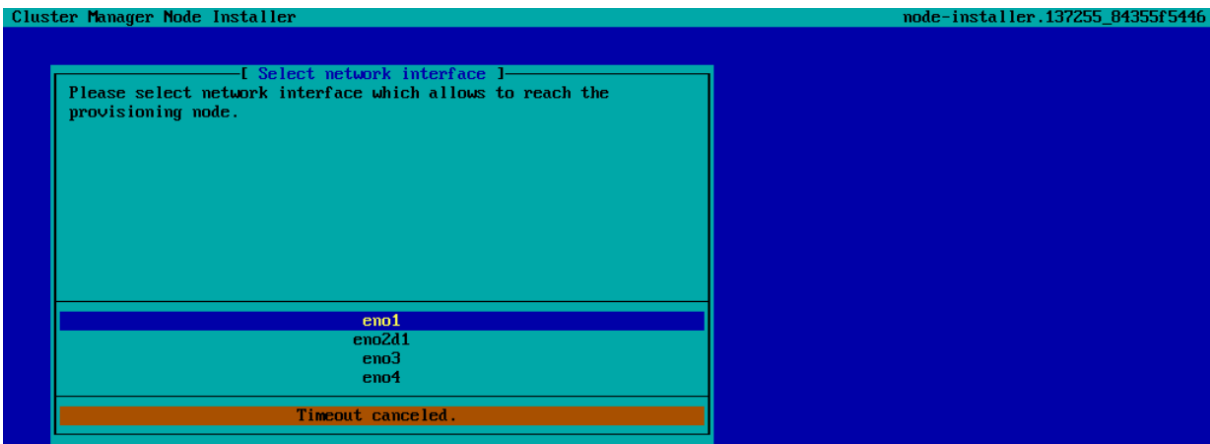 Cluster Manager Node Installer
node-installer.137255_84355f5446
[ Select network interface ]
Please select network interface which allows to reach the
provisioning node.
eno1
eno2d1
eno3
eno4
Timeout canceled.